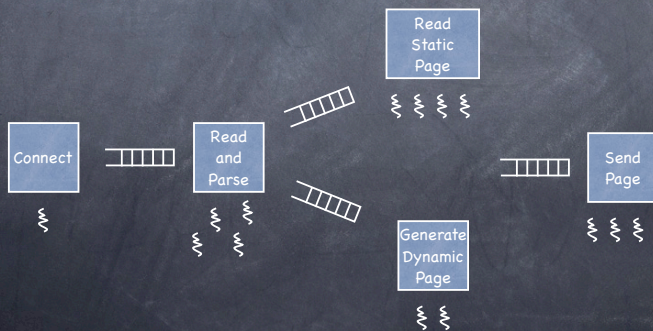 Connect
Read
and
Parse
Read
Static
Page
Generate
Dynamic
Page
Send
Page